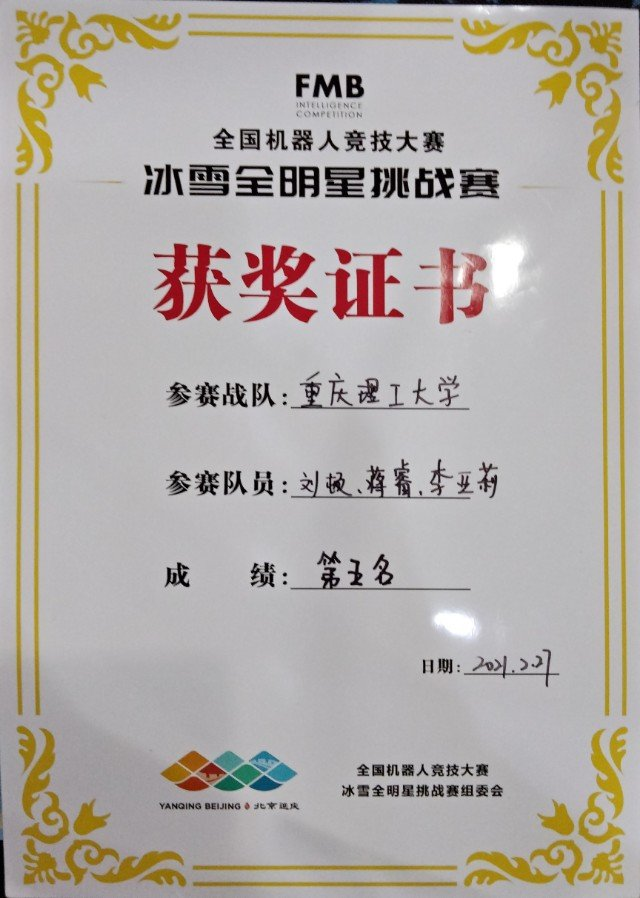 FMB
INTELLIGENCE
COMPETITION
全国机器人竞技大赛
冰雪全明星挑战赛
获奖证书
参赛战队:重庆理工大学
参赛队员:刘桢、蒋睿、李亚莉
成 绩:第五名
日期:2021.2.27
YANQING BEIJING 北京延庆
全国机器人竞技大赛
冰雪全明星挑战赛组委会